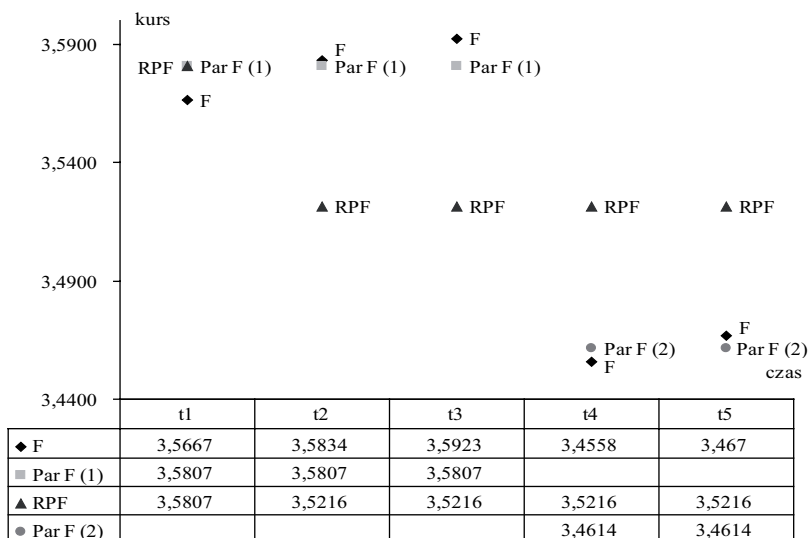 kurs
3,5900
F
F
RPF Par F (1) Par F (1) Par F (1)
F
3,5400
RPF RPF RPF RPF
3,4900
F
Par F (2) Par F (2)
F
czas
3,4400
t1 t2 t3 t4 t5
F 3,5667 3,5834 3,5923 3,4558 3,467
Par F (1) 3,5807 3,5807 3,5807
RPF 3,5807 3,5216 3,5216 3,5216 3,5216
Par F (2) 3,4614 3,4614